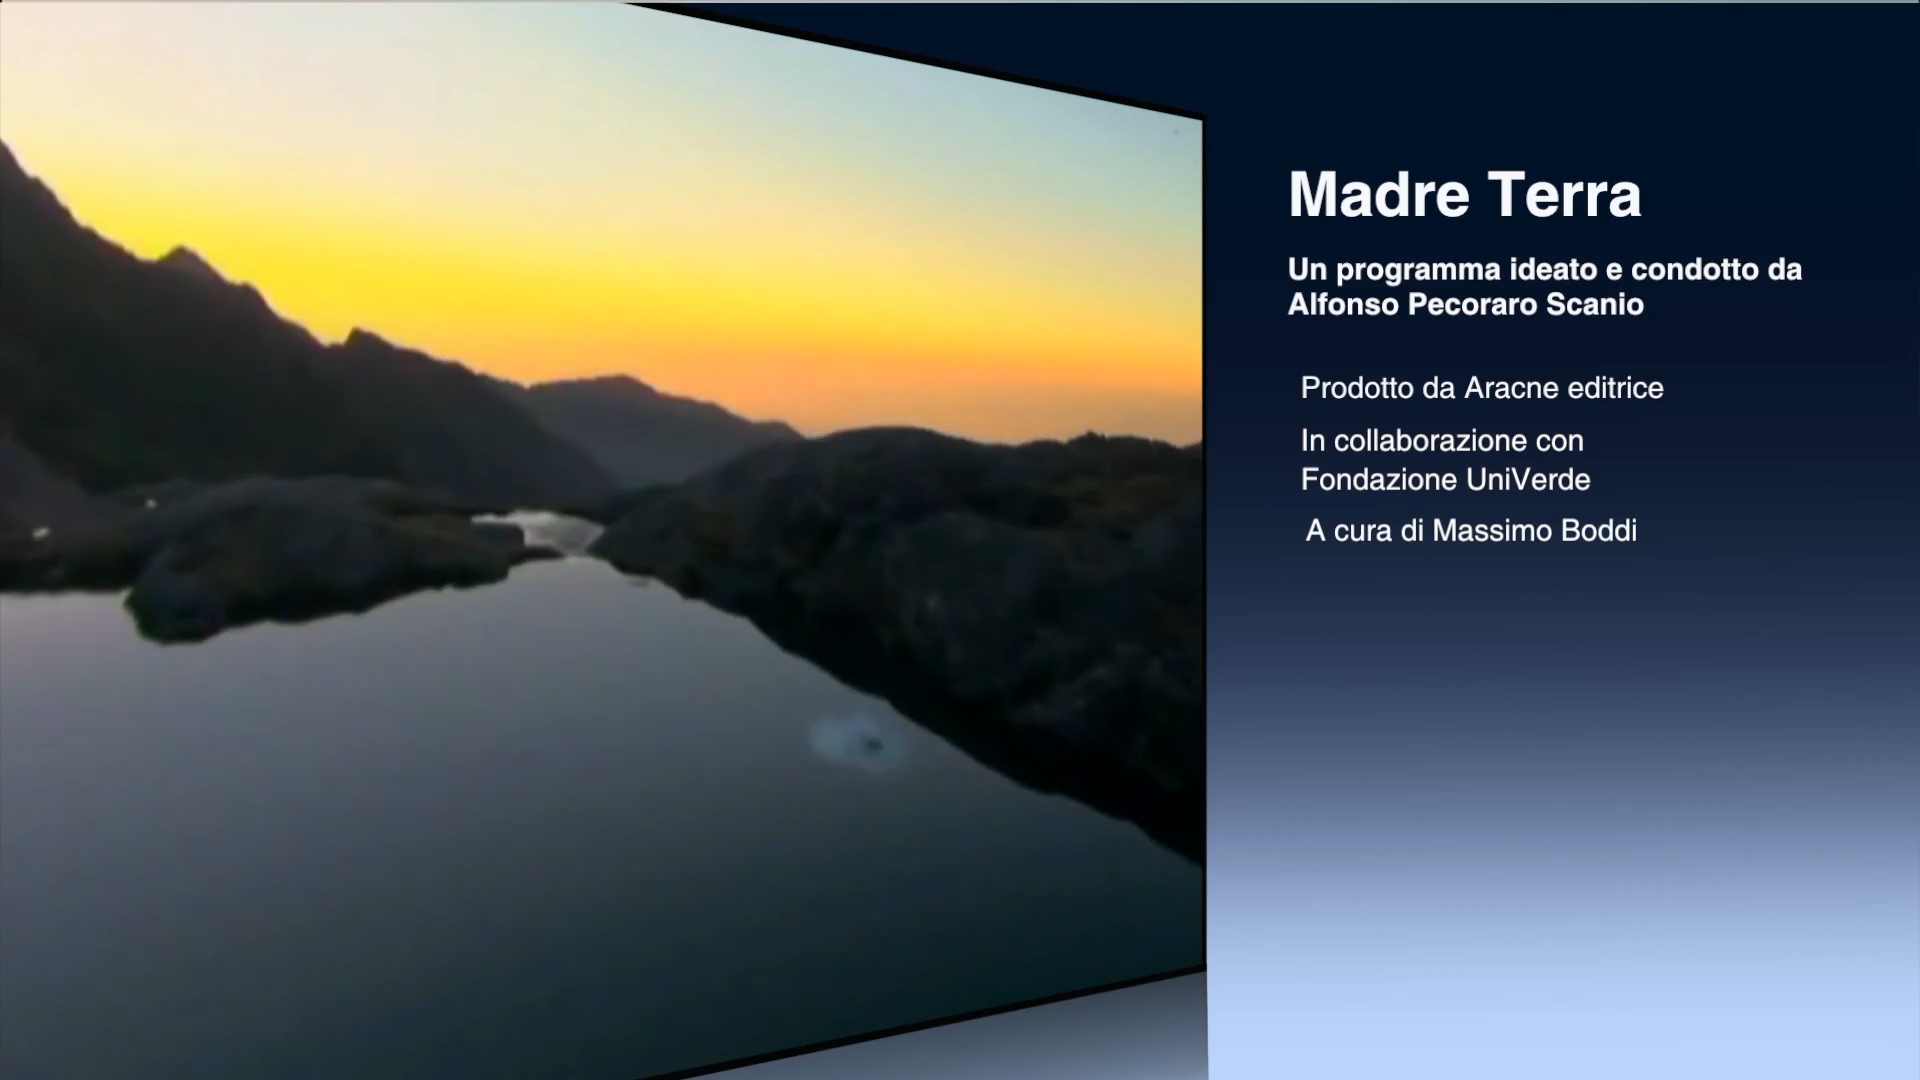 Madre Terra
Un programma ideato e condotto da
Alfonso Pecoraro Scanio
Prodotto da Aracne editrice
In collaborazione con
Fondazione UniVerde
A cura di Massimo Boddi